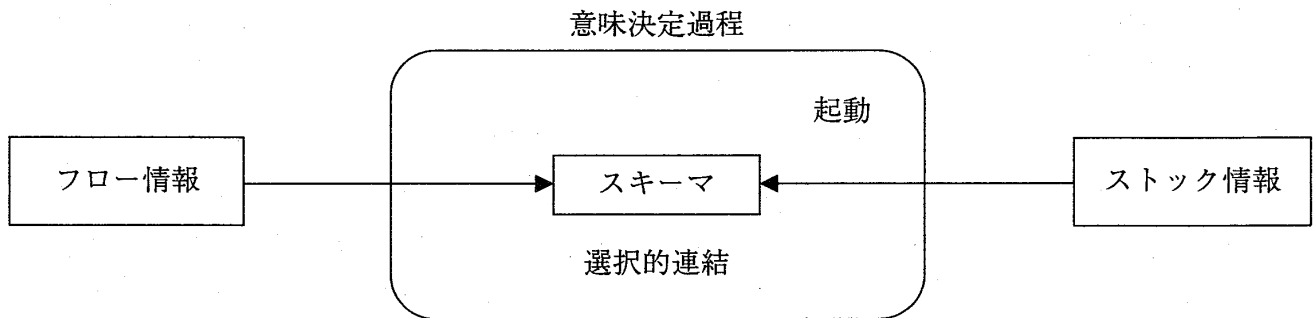 意味決定過程
起動
フロー情報
スキーマ
ストック情報
選択的連結